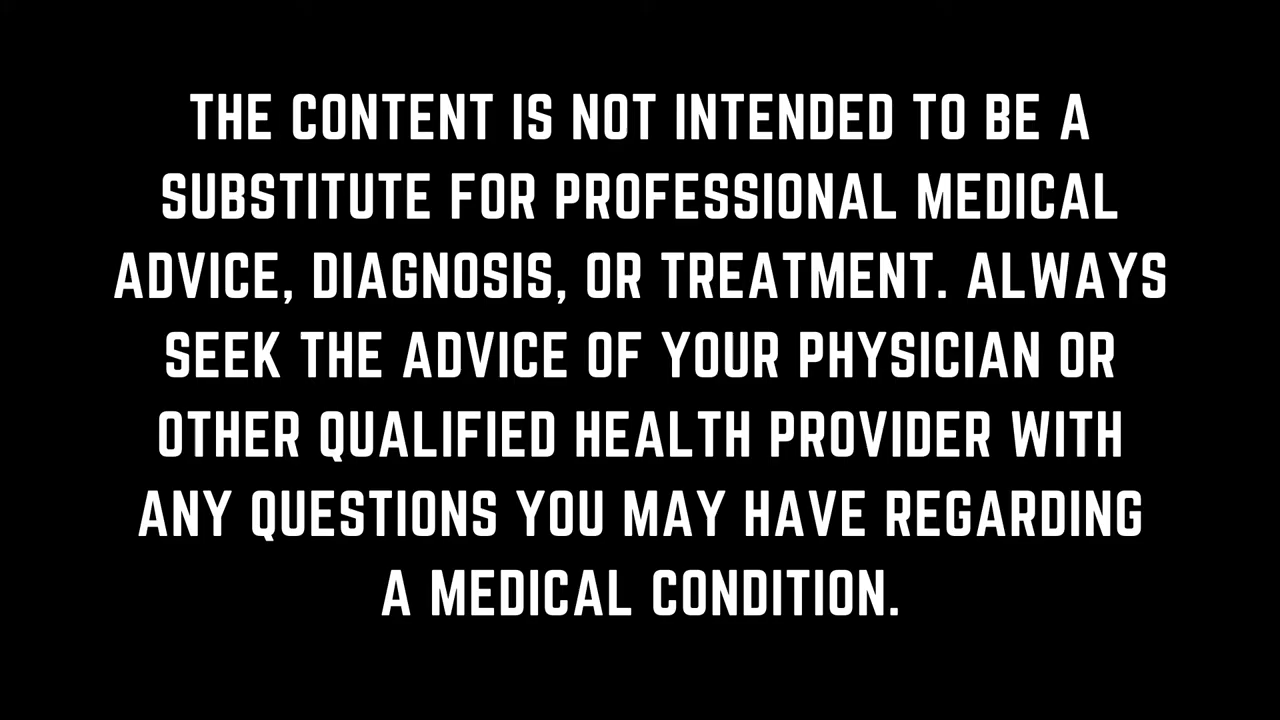 THE CONTENT IS NOT INTENDED TO BE A
SUBSTITUTE FOR PROFESSIONAL MEDICAL
ADVICE, DIAGNOSIS, OR TREATMENT. ALWAYS
SEEK THE ADVICE OF YOUR PHYSICIAN OR
OTHER QUALIFIED HEALTH PROVIDER WITH
ANY QUESTIONS YOU MAY HAVE REGARDING
A MEDICAL CONDITION.